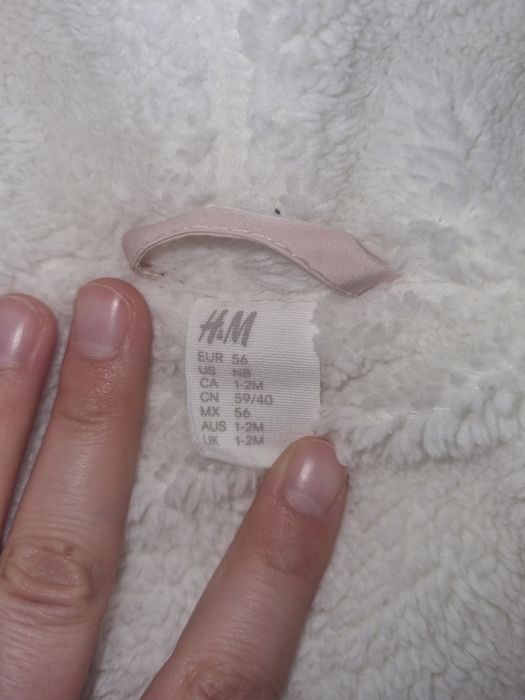 H&M
EUR 56
US NB
CA 1-2M
CN 59/40
MX 56
AUS 1-2M
UK 1-2M